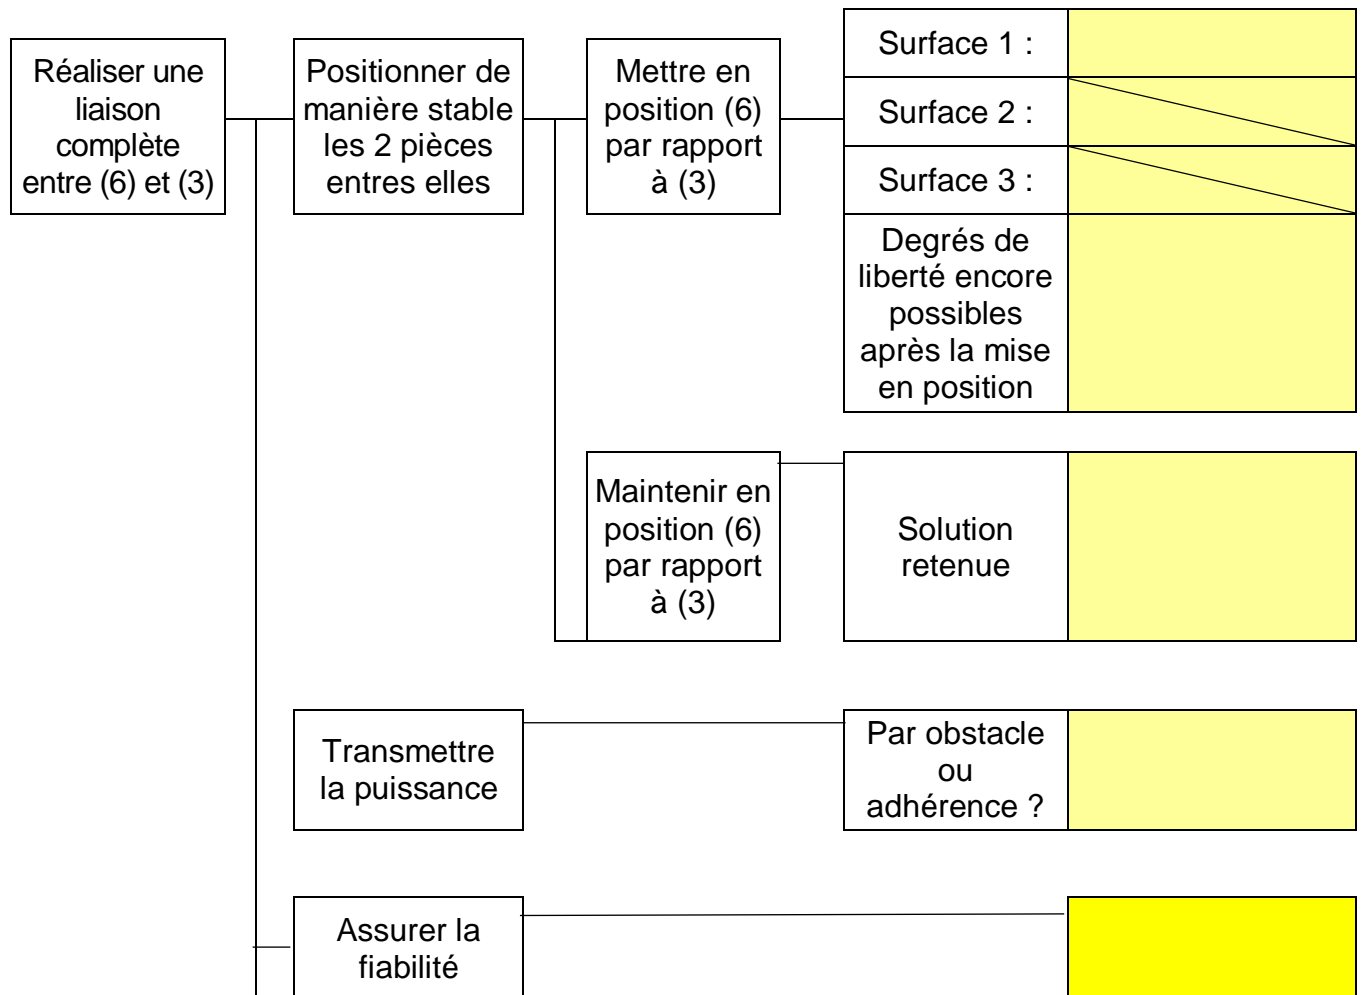 Réaliser une
liaison
complète
entre (6) et (3)
Positionner de
manière stable
les 2 pièces
entres elles
Mettre en
position (6)
par rapport
à (3)
Surface 1 :
Surface 2 :
Surface 3 :
Degrés de
liberté encore
possibles
après la mise
en position
Maintenir en
position (6)
par rapport
à (3)
Solution
retenue
Transmettre
la puissance
Par obstacle
ou
adhérence ?
Assurer la
fiabilité